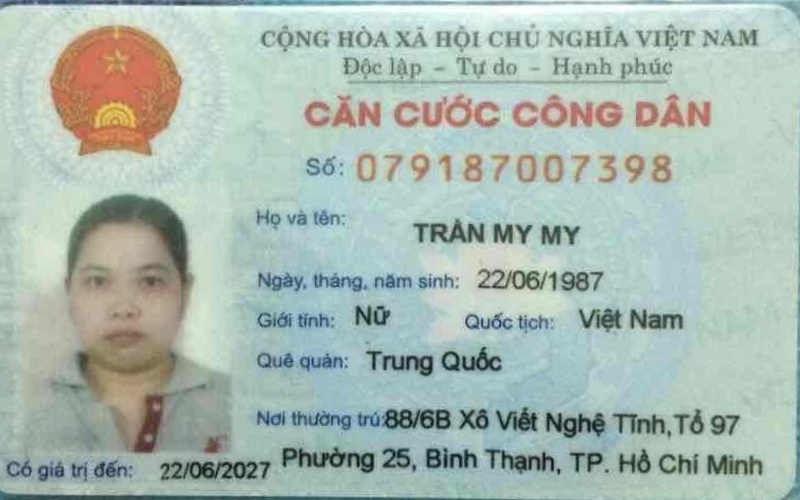 CỘNG HÒA XÃ HỘI CHỦ NGHĨA VIỆT NAM
Độc lập - Tự do - Hạnh phúc
CĂN CƯỚC CÔNG DÂN
Số: 079187007398
Họ và tên:
TRẦN MY MY
Ngày, tháng, năm sinh: 22/06/1987
Giới tính: Nữ Quốc tịch: Việt Nam
Quê quán: Trung Quốc
Nơi thường trú: 88/6B Xô Viết Nghệ Tĩnh, Tổ 97
Phường 25, Bình Thạnh, TP. Hồ Chí Minh
Có giá trị đến: 22/06/2027